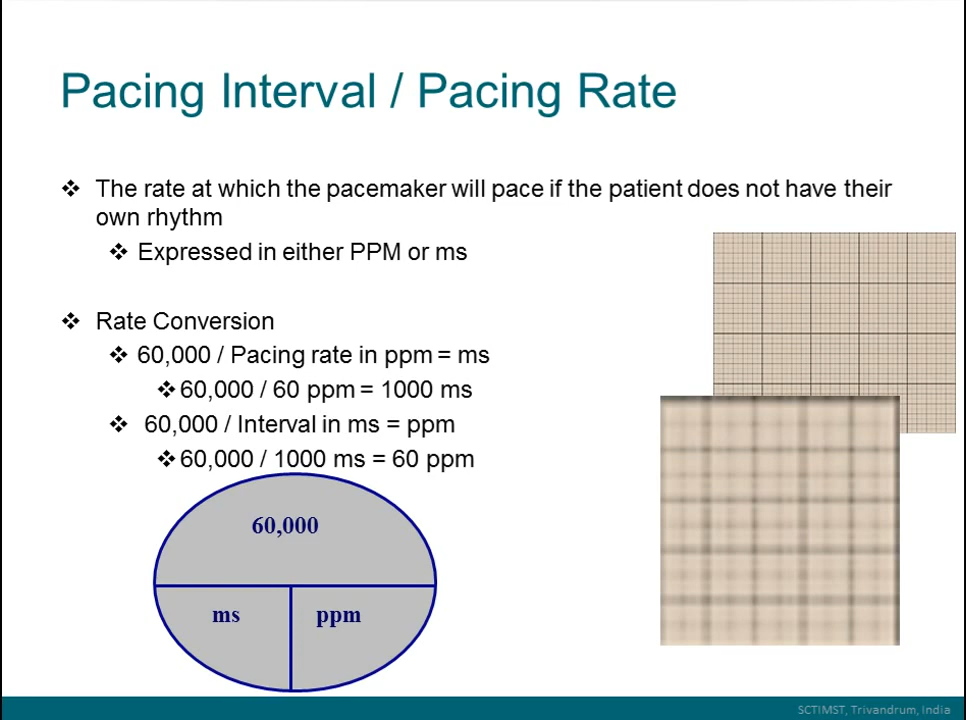 Pacing Interval / Pacing Rate
❖ The rate at which the pacemaker will pace if the patient does not have their
own rhythm
❖ Expressed in either PPM or ms
❖ Rate Conversion
❖ 60,000 / Pacing rate in ppm = ms
❖ 60,000 / 60 ppm = 1000 ms
❖ 60,000 / Interval in ms = ppm
❖ 60,000 / 1000 ms = 60 ppm
60,000
ms ppm
SCTIMST, Trivandrum, India